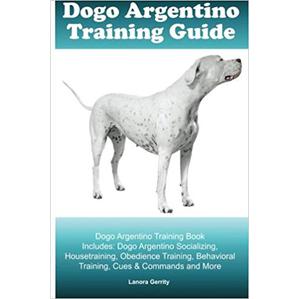 Dogo Argentino
Training Guide
Dogo Argentino Training Book
Includes: Dogo Argentino Socializing,
Housetraining, Obedience Training, Behavioral
Training, Cues & Commands and More
Lanora Gerrity